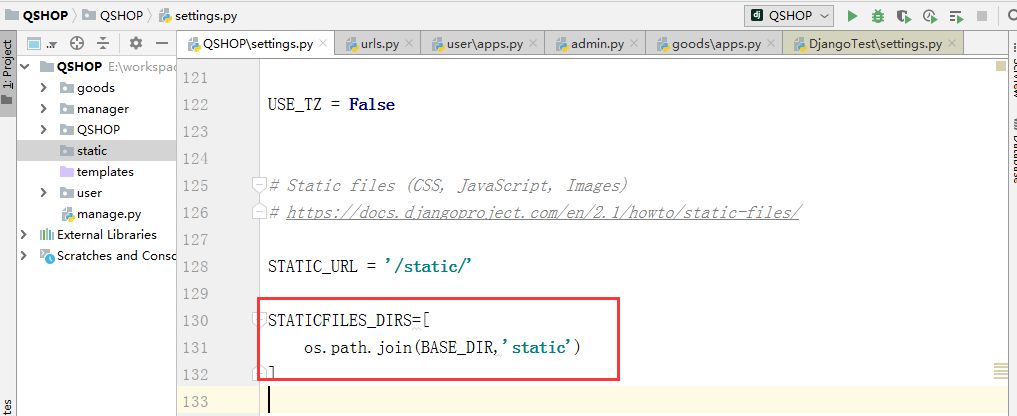 QSHOP QSHOP settings.py QSHOP
QSHOP\settings.py urls.py user\apps.py admin.py goods\apps.py DjangoTest\settings.py
1: Project
QSHOP E:\workspac
goods
manager
QSHOP
static
templates
user
manage.py
External Libraries
Scratches and Conso
121
122 USE_TZ = False
123
124
125 # Static files (CSS, JavaScript, Images)
126 # https://docs.djangoproject.com/en/2.1/howto/static-files/
127
128 STATIC_URL = '/static/'
129
130 STATICFILES_DIRS=[
131 os.path.join(BASE_DIR,'static')
132 ]
133
Database